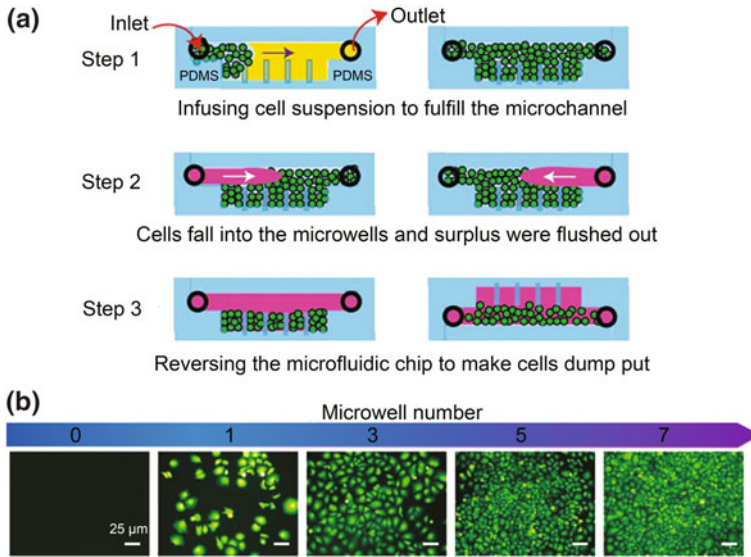 (a)
Inlet
Outlet
Step 1
PDMS
PDMS
Infusing cell suspension to fulfill the microchannel
Step 2
Cells fall into the microwells and surplus were flushed out
Step 3
Reversing the microfluidic chip to make cells dump put
(b)
Microwell number
0 1 3 5 7
25 μm